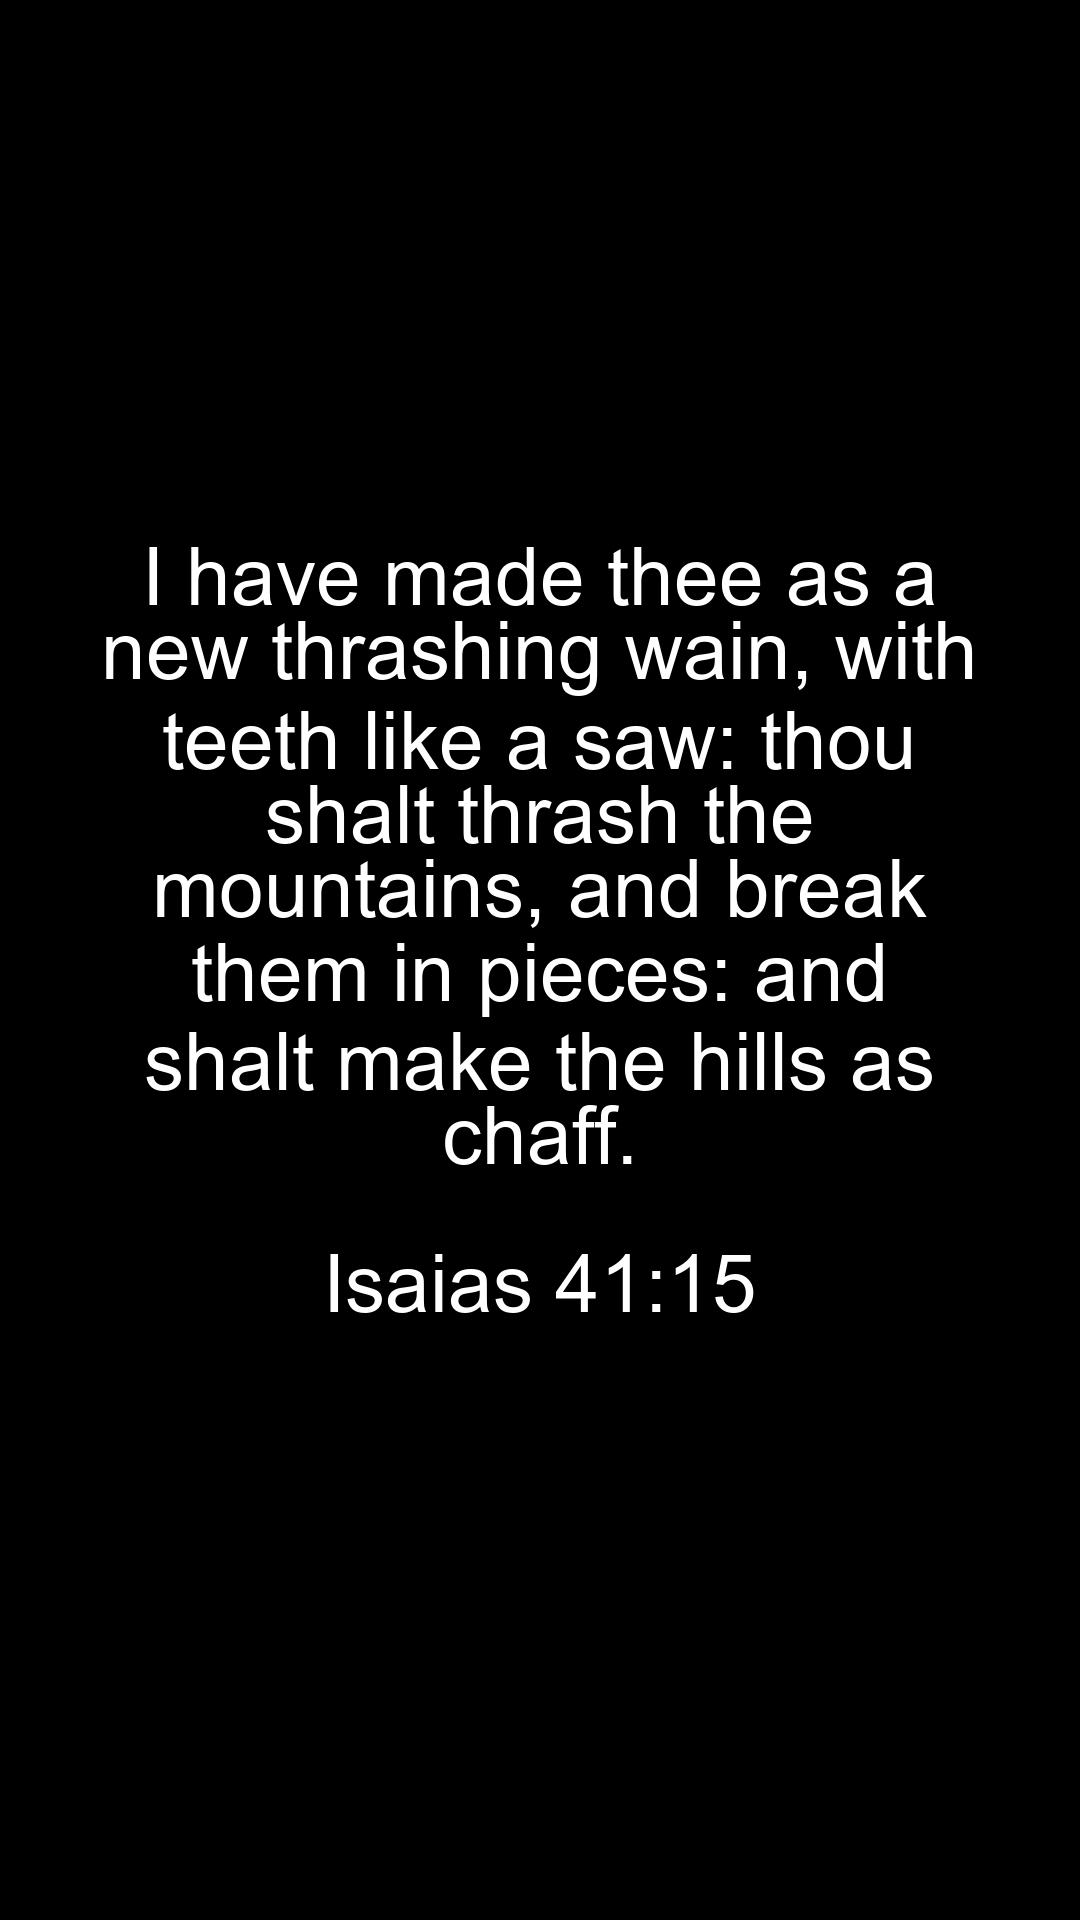 I have made thee as a
new thrashing wain, with
teeth like a saw: thou
shalt thrash the
mountains, and break
them in pieces: and
shalt make the hills as
chaff.
Isaias 41:15